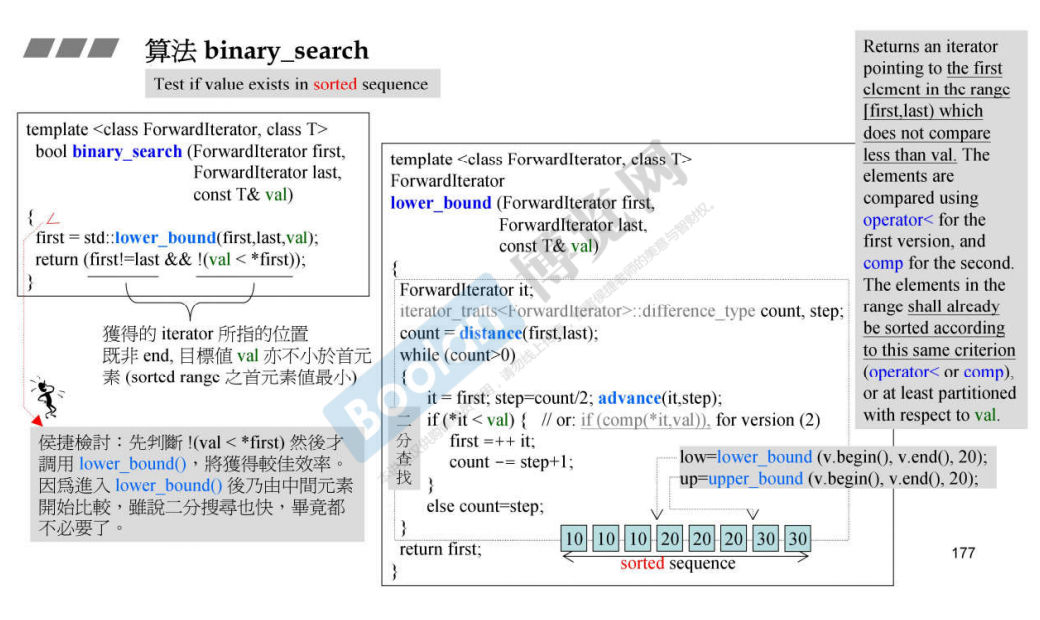 算法 binary_search
Test if value exists in sorted sequence
template <class ForwardIterator, class T>
bool binary_search (ForwardIterator first,
ForwardIterator last,
const T& val)
{
first = std::lower_bound(first,last,val);
return (first!=last && !(val < *first));
}
獲得的 iterator 所指的位置
既非 end, 目標值 val 亦不小於首元
素 (sorted range 之首元素值最小)
侯捷檢討：先判斷 !(val < *first) 然後才
調用 lower_bound()，將獲得較佳效率。
因爲進入 lower_bound() 後乃由中間元素
開始比較，雖說二分搜尋也快，畢竟都
不必要了。
template <class ForwardIterator, class T>
ForwardIterator
lower_bound (ForwardIterator first,
ForwardIterator last,
const T& val)
{
ForwardIterator it;
iterator_traits<ForwardIterator>::difference_type count, step;
count = distance(first,last);
while (count>0)
{
it = first; step=count/2; advance(it,step);
if (*it < val) { // or: if (comp(*it,val)), for version (2)
first =++ it;
count -= step+1;
}
else count=step;
}
return first;
}
二
分
查
找
low=lower_bound (v.begin(), v.end(), 20);
up=upper_bound (v.begin(), v.end(), 20);
10 10 10 20 20 20 30 30
sorted sequence
Returns an iterator
pointing to the first
element in the range
[first,last) which
does not compare
less than val. The
elements are
compared using
operator< for the
first version, and
comp for the second.
The elements in the
range shall already
be sorted according
to this same criterion
(operator< or comp),
or at least partitioned
with respect to val.
177
Boolan 博览网